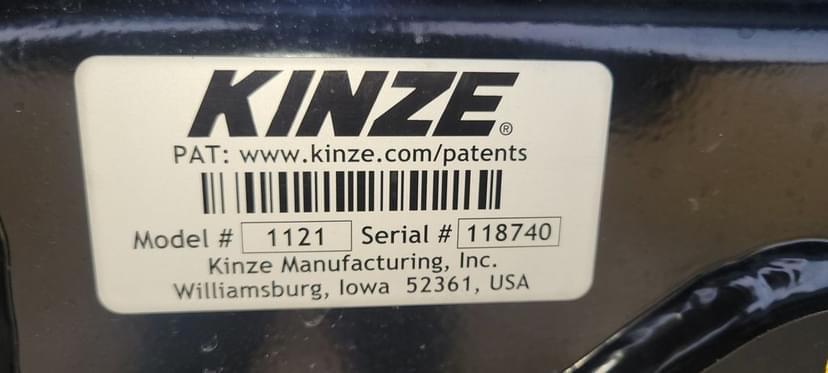 KINZE®
PAT: www.kinze.com/patents
Model # 1121 Serial # 118740
Kinze Manufacturing, Inc.
Williamsburg, Iowa 52361, USA